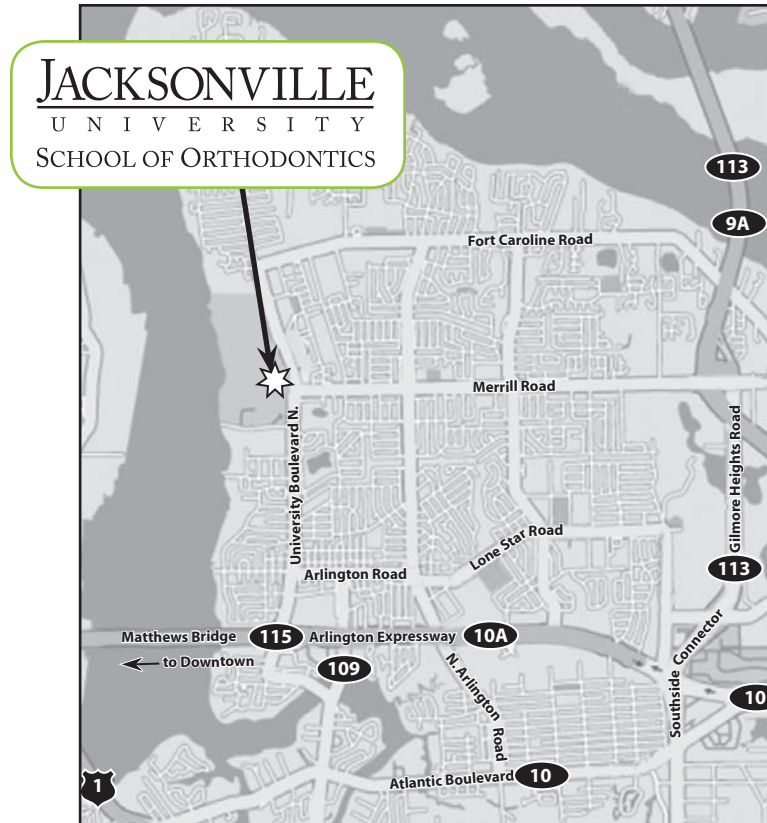 JACKSONVILLE
UNIVERSITY
SCHOOL OF ORTHODONTICS
113
9A
Fort Caroline Road
Merrill Road
University Boulevard N.
Gilmore Heights Road
Lone Star Road
Arlington Road
113
Matthews Bridge
115
Arlington Expressway
10A
to Downtown
109
N. Arlington Road
Southside Connector
10
1
Atlantic Boulevard
10